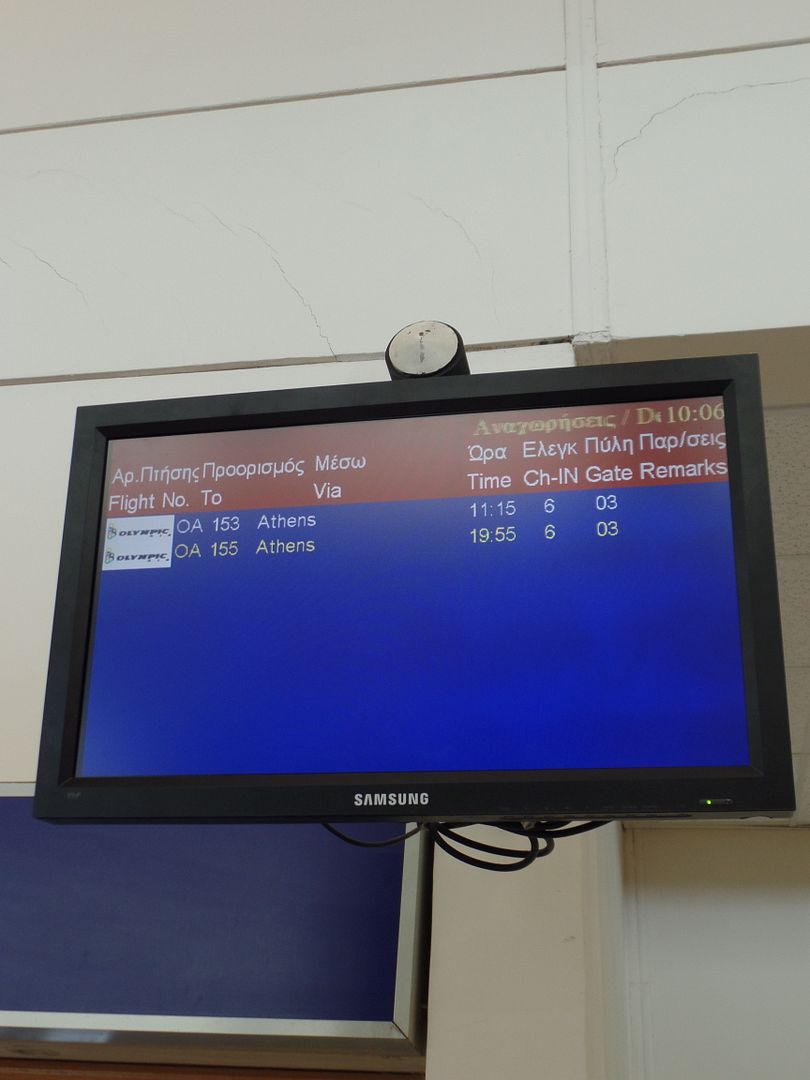 Αναχωρήσεις / De 10:06
Αρ.Πτήσης Προορισμός Μέσω Ώρα Ελεγκ Πύλη Παρ/σεις
Flight No. To Via Time Ch-IN Gate Remarks
OLYMPIC OA 153 Athens 11:15 6 03
OLYMPIC OA 155 Athens 19:55 6 03
SAMSUNG